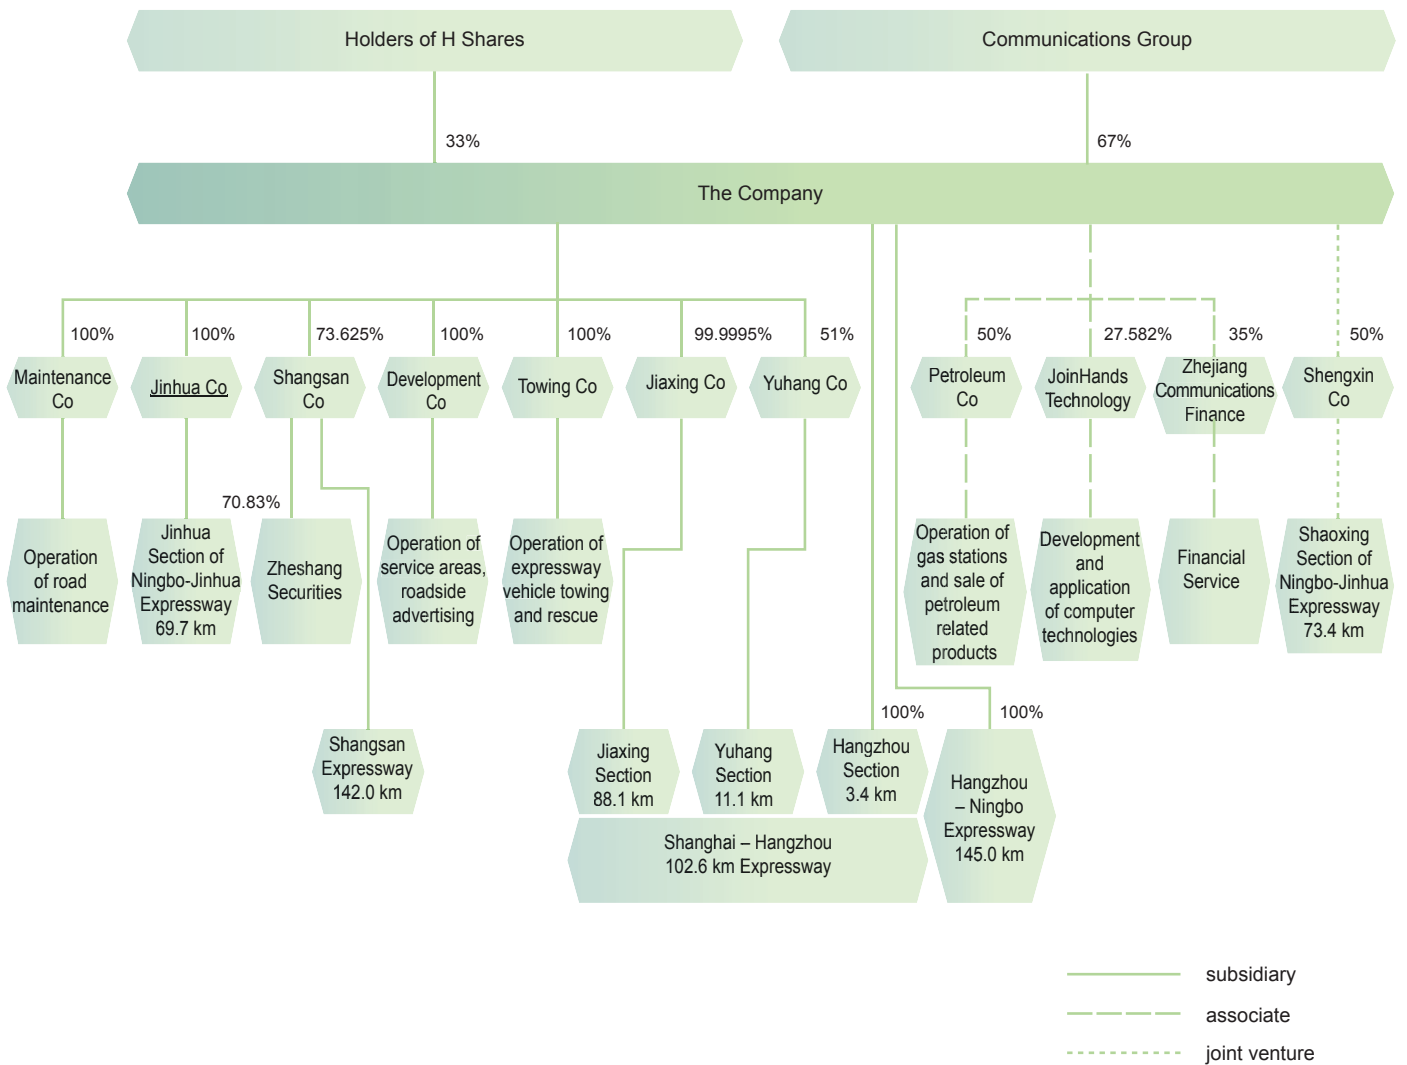 Holders of H Shares
Communications Group
33%
67%
The Company
100%
100%
73.625%
100%
100%
99.9995%
51%
50%
27.582%
35%
50%
Maintenance
Co
Jinhua Co
Shangsan
Co
Development
Co
Towing Co
Jiaxing Co
Yuhang Co
Petroleum
Co
JoinHands
Technology
Zhejiang
Communications
Finance
Shengxin
Co
70.83%
Operation
of road
maintenance
Jinhua
Section of
Ningbo-Jinhua
Expressway
69.7 km
Zheshang
Securities
Operation of
service areas,
roadside
advertising
Operation of
expressway
vehicle towing
and rescue
Operation of
gas stations
and sale of
petroleum
related
products
Development
and
application
of computer
technologies
Financial
Service
Shaoxing
Section of
Ningbo-Jinhua
Expressway
73.4 km
100%
100%
Shangsan
Expressway
142.0 km
Jiaxing
Section
88.1 km
Yuhang
Section
11.1 km
Hangzhou
Section
3.4 km
Hangzhou
– Ningbo
Expressway
145.0 km
Shanghai – Hangzhou
102.6 km Expressway
subsidiary
associate
joint venture